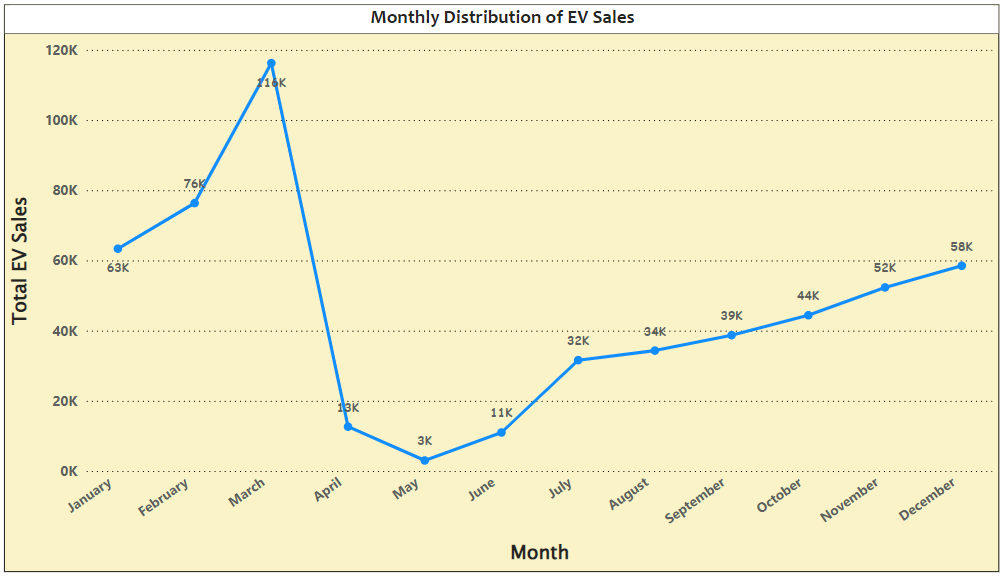 Monthly Distribution of EV Sales
120K
100K
80K
60K
40K
20K
0K
Total EV Sales
63K
76K
116K
13K
3K
11K
32K
34K
39K
44K
52K
58K
January
February
March
April
May
June
July
August
September
October
November
December
Month